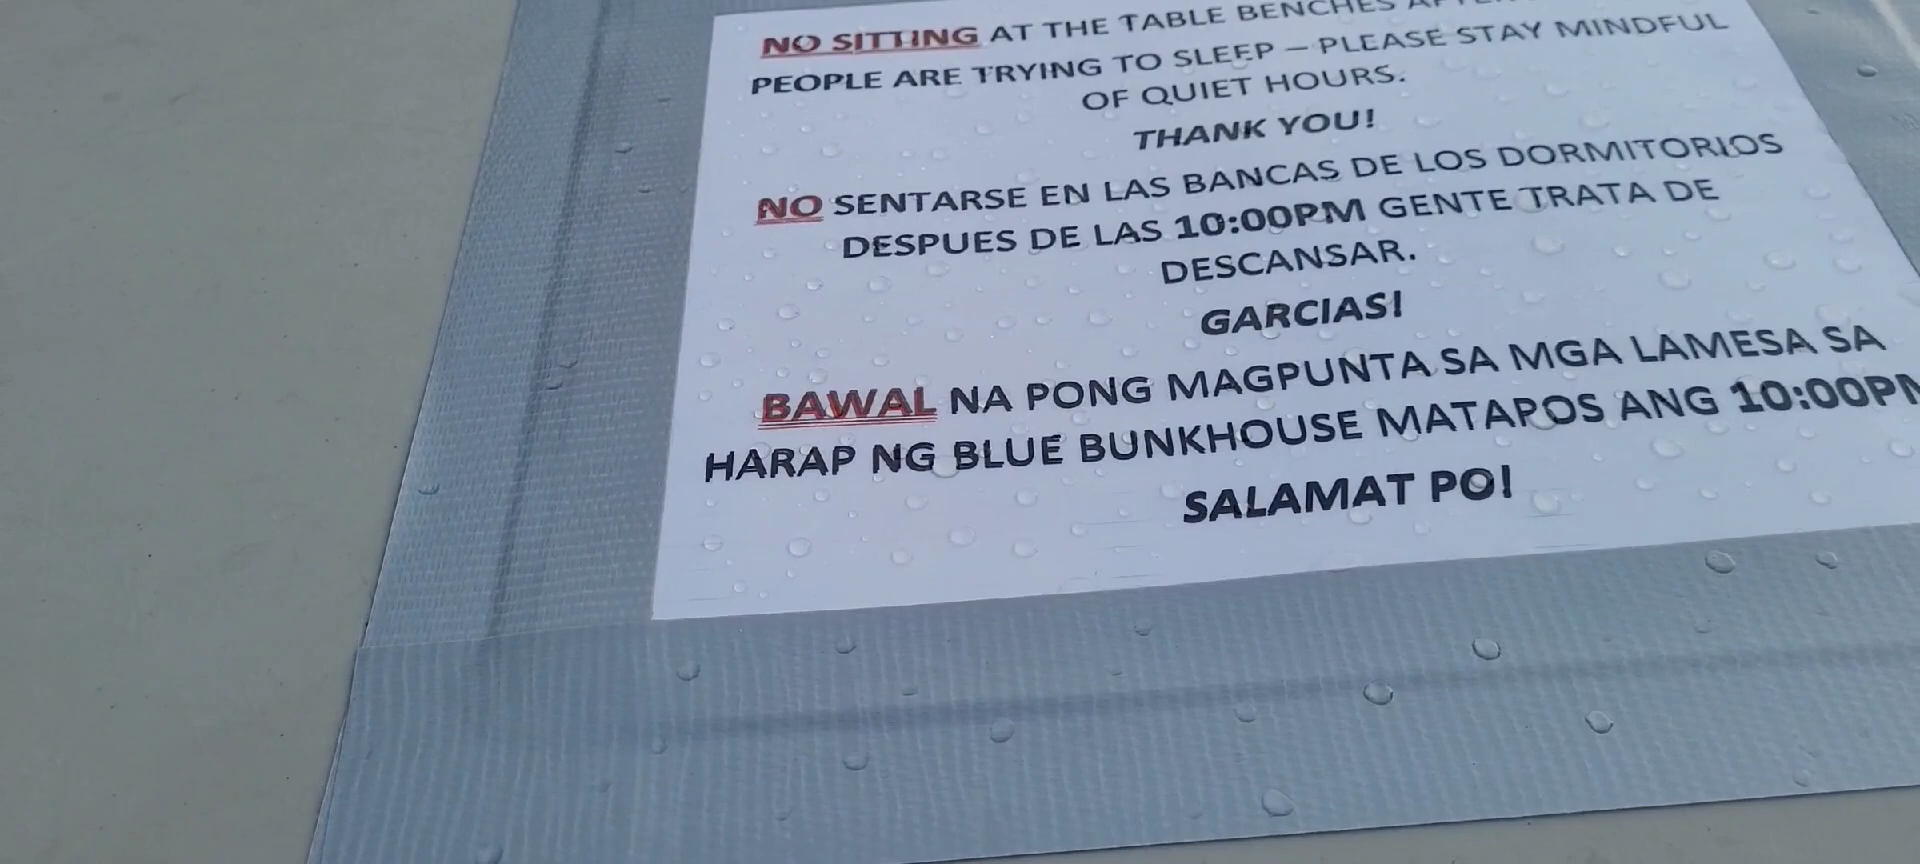 NO SITTING AT THE TABLE BENCHES
PEOPLE ARE TRYING TO SLEEP – PLEASE STAY MINDFUL
OF QUIET HOURS.
THANK YOU!
NO SENTARSE EN LAS BANCAS DE LOS DORMITORIOS
DESPUES DE LAS 10:00PM GENTE TRATA DE
DESCANSAR.
GARCIAS!
BAWAL NA PONG MAGPUNTA SA MGA LAMESA SA
HARAP NG BLUE BUNKHOUSE MATAPOS ANG 10:00PM
SALAMAT PO!